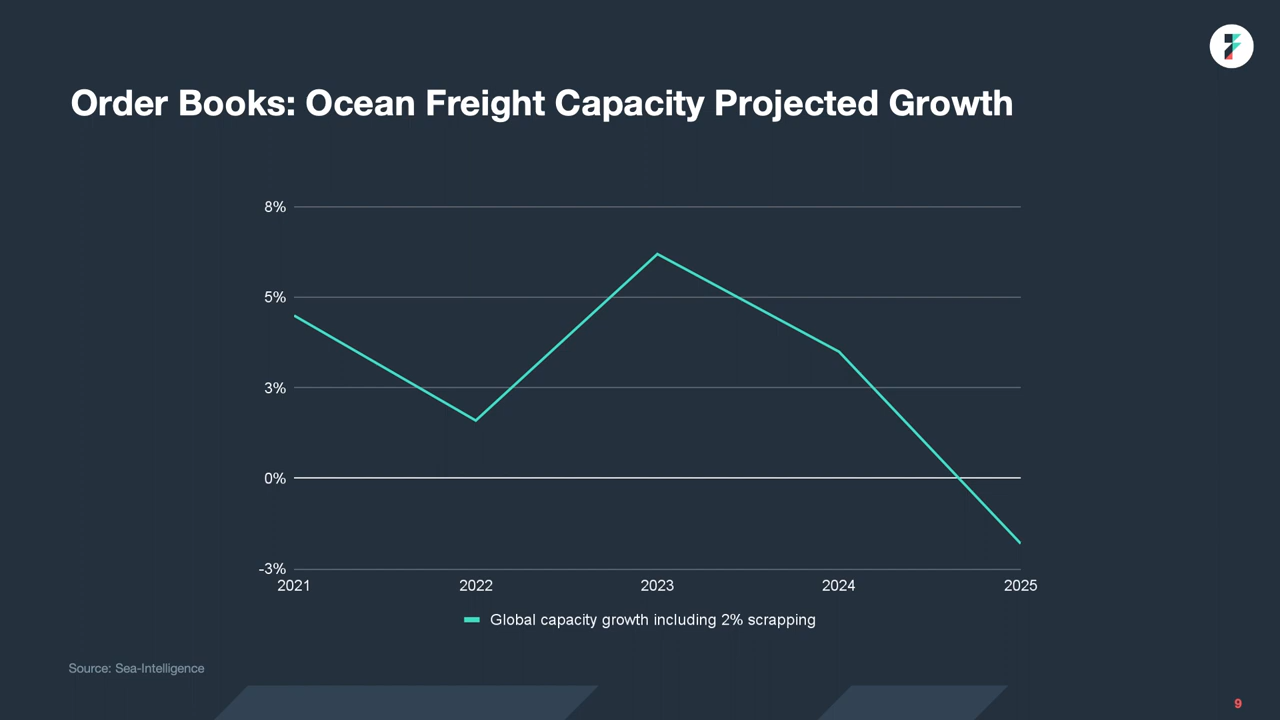 Order Books: Ocean Freight Capacity Projected Growth
8%
5%
3%
0%
-3%
2021 2022 2023 2024 2025
Global capacity growth including 2% scrapping
Source: Sea-Intelligence
9